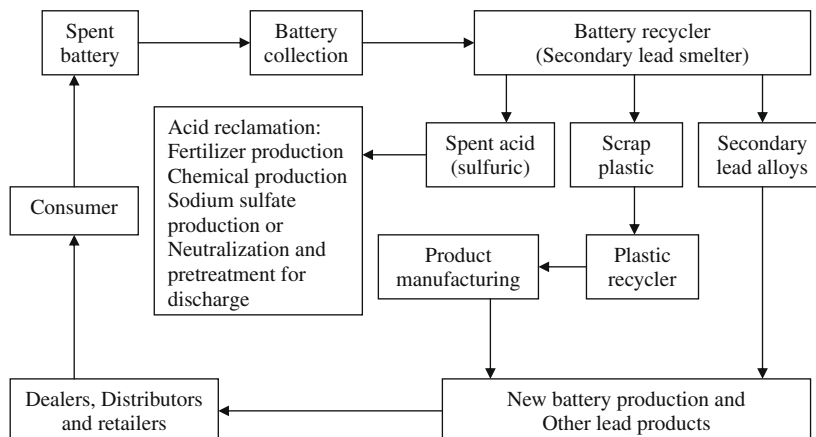 Spent
battery
Battery
collection
Battery recycler
(Secondary lead smelter)
Acid reclamation:
Fertilizer production
Chemical production
Sodium sulfate
production or
Neutralization and
pretreatment for
discharge
Spent acid
(sulfuric)
Scrap
plastic
Secondary
lead alloys
Consumer
Product
manufacturing
Plastic
recycler
Dealers, Distributors
and retailers
New battery production and
Other lead products